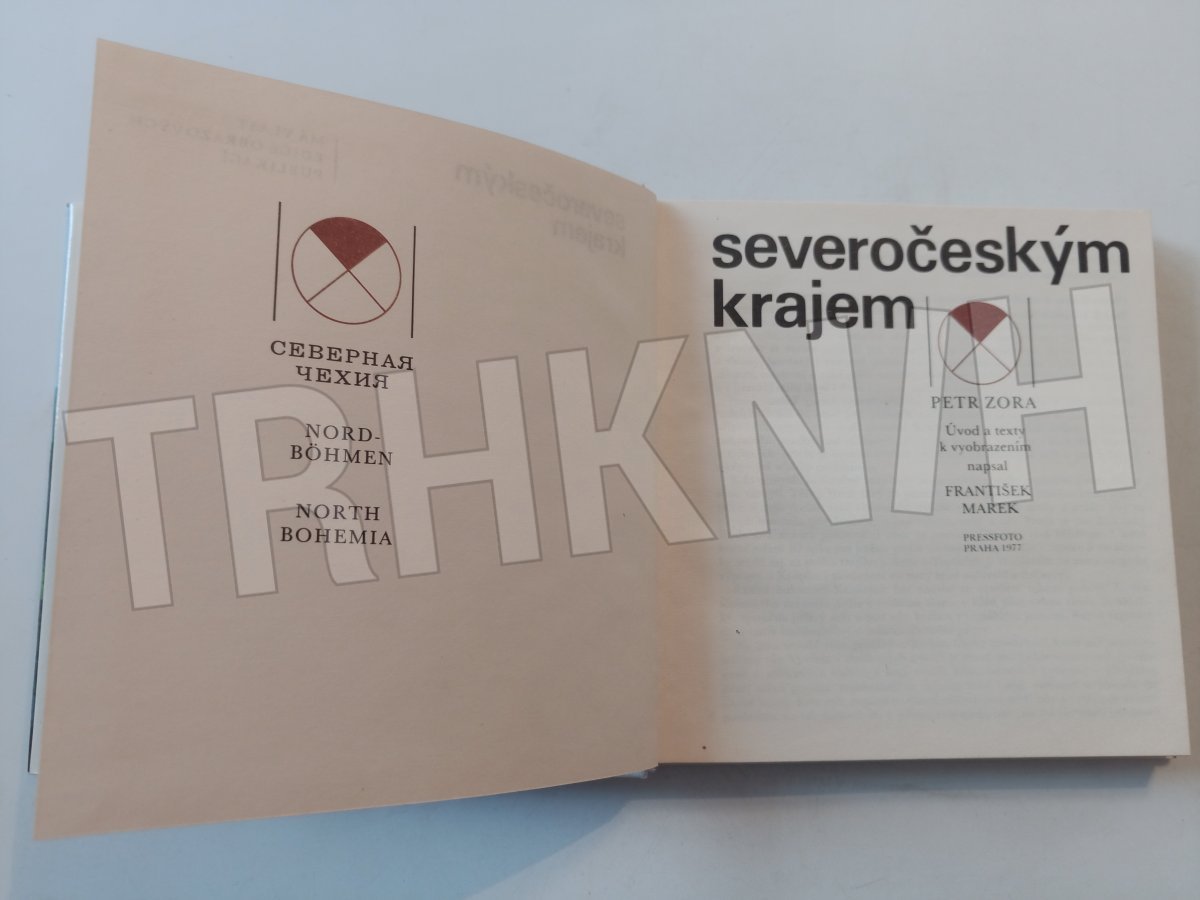 СЕВЕРНАЯ
ЧЕХИЯ
NORD-
BÖHMEN
NORTH
BOHEMIA
severočeským
krajem
PETR ZORA
Úvod a texty
k vyobrazením
napsal
FRANTIŠEK
MAREK
PRESSFOTO
PRAHA 1977
TRHKNIH